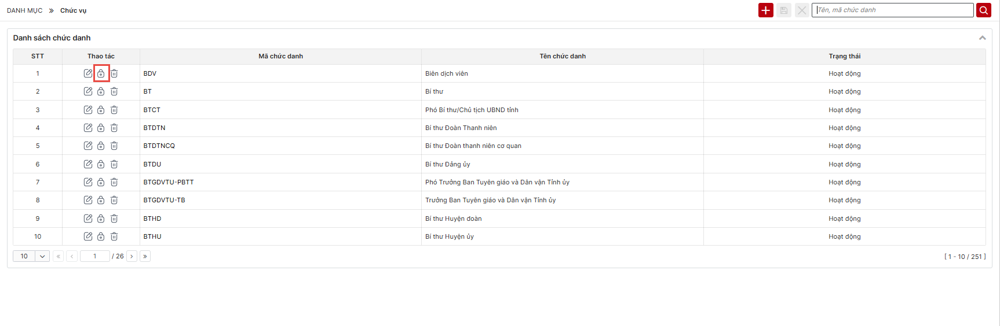 DANH MỤC » Chức vụ
Tên, mã chức danh
Danh sách chức danh
STT Thao tác Mã chức danh Tên chức danh Trạng thái
1 BDV Biên dịch viên Hoạt động
2 BT Bí thư Hoạt động
3 BTCT Phó Bí thư/Chủ tịch UBND tỉnh Hoạt động
4 BTDTN Bí thư Đoàn Thanh niên Hoạt động
5 BTDTNCQ Bí thư Đoàn thanh niên cơ quan Hoạt động
6 BTDU Bí thư Đảng ủy Hoạt động
7 BTGDVTU-PBTT Phó Trưởng Ban Tuyên giáo và Dân vận Tỉnh ủy Hoạt động
8 BTGDVTU-TB Trưởng Ban Tuyên giáo và Dân vận Tỉnh ủy Hoạt động
9 BTHD Bí thư Huyện đoàn Hoạt động
10 BTHU Bí thư Huyện ủy Hoạt động
10 « ‹ 1 / 26 › » [ 1 - 10 / 251 ]